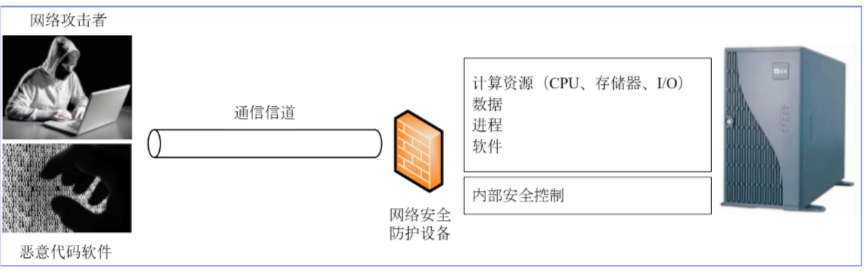 网络攻击者
通信信道
计算资源（CPU、存储器、I/O）
数据
进程
软件
内部安全控制
网络安全
防护设备
恶意代码软件